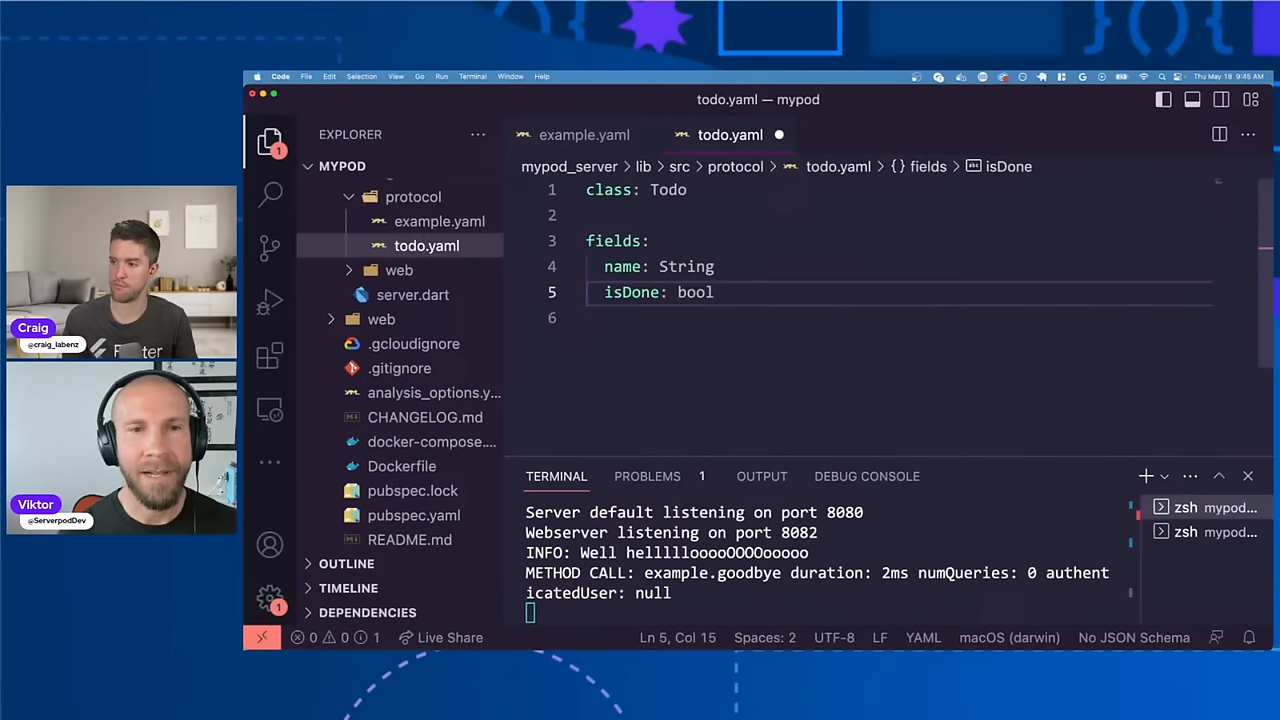 Code File Edit Selection View Go Run Terminal Window Help
Thu May 18 9:45 AM
todo.yaml — mypod
EXPLORER
MYPOD
protocol
example.yaml
todo.yaml
web
server.dart
web
.gcloudignore
.gitignore
analysis_options.y...
CHANGELOG.md
docker-compose....
Dockerfile
pubspec.lock
pubspec.yaml
README.md
OUTLINE
TIMELINE
DEPENDENCIES
1
1
example.yaml todo.yaml
mypod_server > lib > src > protocol > todo.yaml > {} fields > isDone
1 class: Todo
2
3 fields:
4 name: String
5 isDone: bool
6
TERMINAL PROBLEMS 1 OUTPUT DEBUG CONSOLE
Server default listening on port 8080
Webserver listening on port 8082
INFO: Well helllllooooOOOOooooo
METHOD CALL: example.goodbye duration: 2ms numQueries: 0 authent
icatedUser: null
zsh mypod...
zsh mypod...
0 0 1 Live Share Ln 5, Col 15 Spaces: 2 UTF-8 LF YAML macOS (darwin) No JSON Schema
Craig
@craig_labenz
Viktor
@ServerpodDev